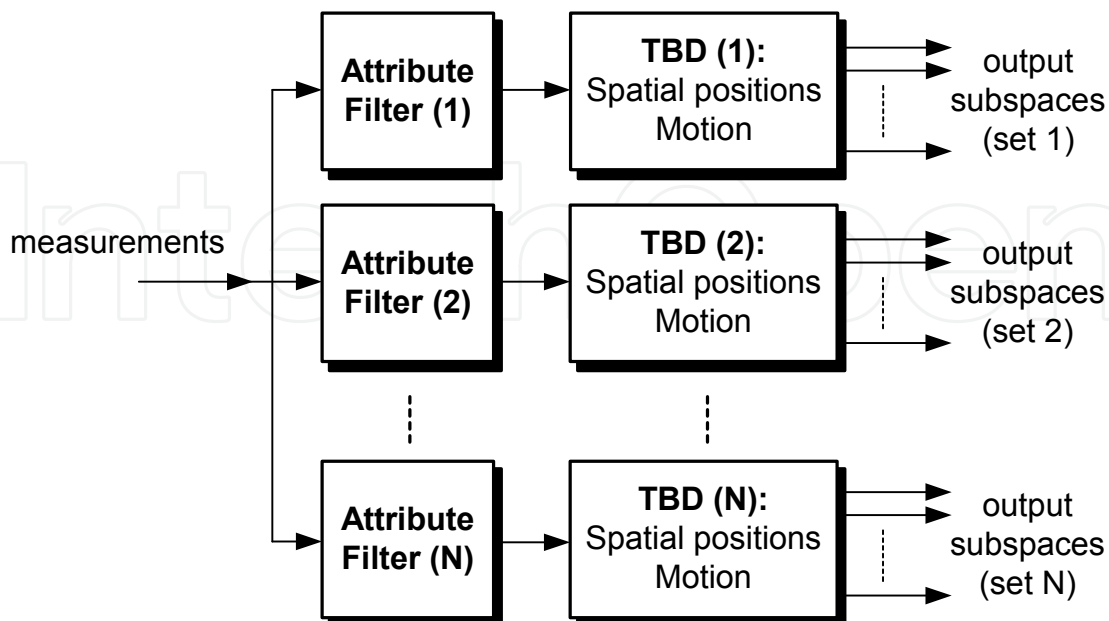 measurements
Attribute
Filter (1)
TBD (1):
Spatial positions
Motion
output
subspaces
(set 1)
Attribute
Filter (2)
TBD (2):
Spatial positions
Motion
output
subspaces
(set 2)
Attribute
Filter (N)
TBD (N):
Spatial positions
Motion
output
subspaces
(set N)
IntechOpen